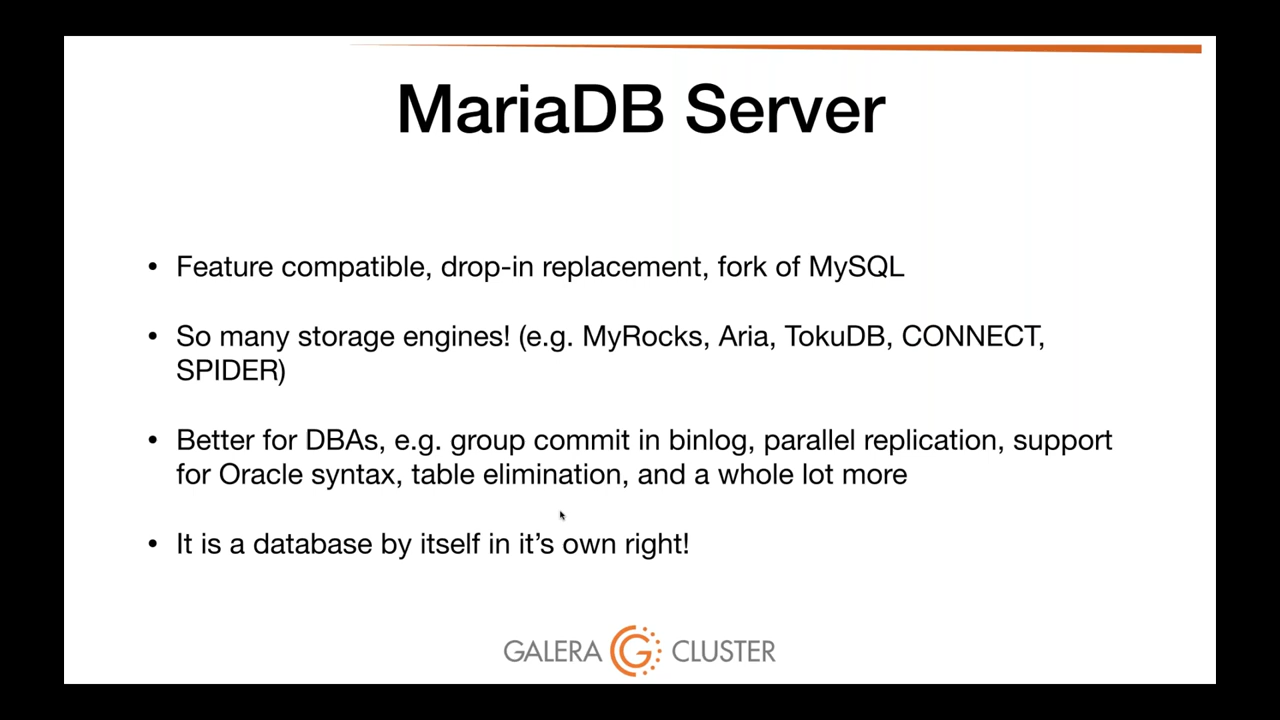 MariaDB Server
• Feature compatible, drop-in replacement, fork of MySQL
• So many storage engines! (e.g. MyRocks, Aria, TokuDB, CONNECT,
SPIDER)
• Better for DBAs, e.g. group commit in binlog, parallel replication, support
for Oracle syntax, table elimination, and a whole lot more
• It is a database by itself in it’s own right!
GALERA CLUSTER